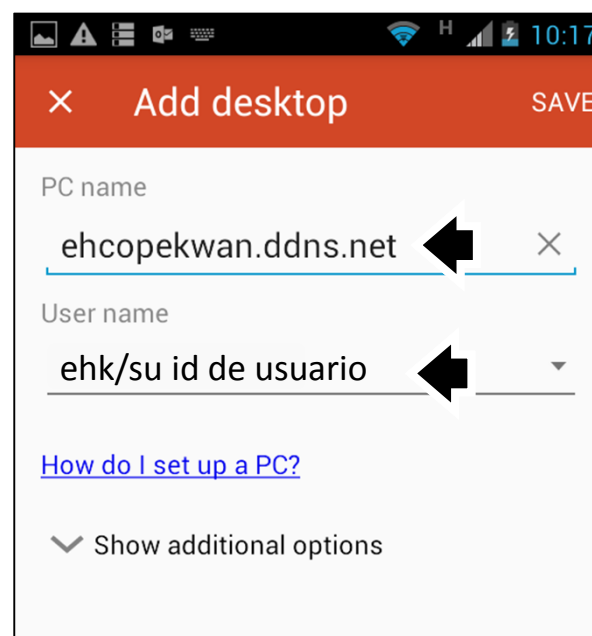 H 10:17
Add desktop SAVE
PC name
ehcopekwan.ddns.net
User name
ehk/su id de usuario
How do I set up a PC?
Show additional options